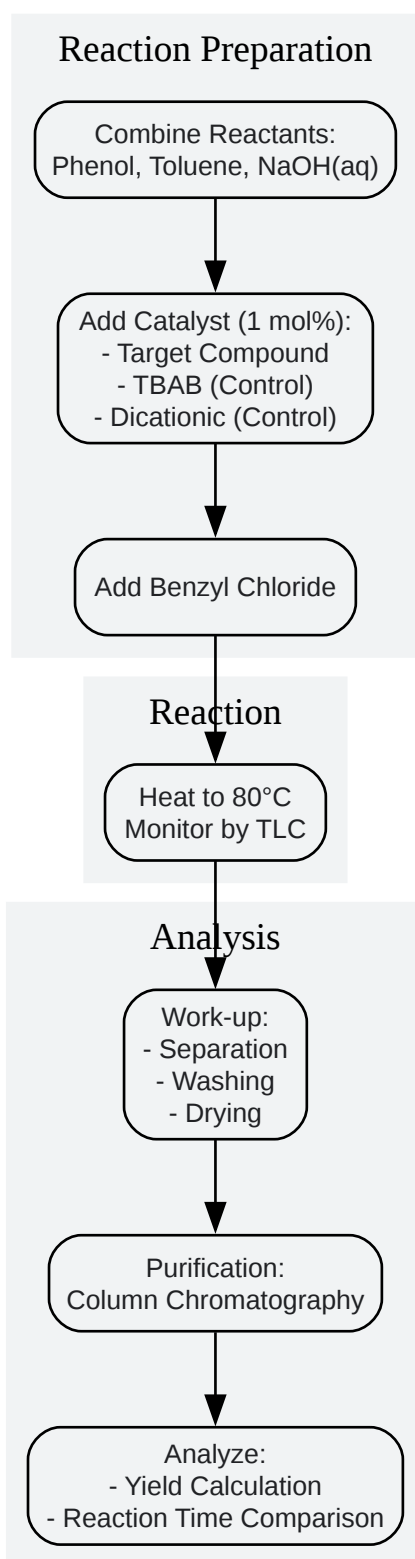 Reaction Preparation
Combine Reactants:
Phenol, Toluene, NaOH(aq)
Add Catalyst (1 mol%):
- Target Compound
- TBAB (Control)
- Dicationic (Control)
Add Benzyl Chloride
Reaction
Heat to 80°C
Monitor by TLC
Analysis
Work-up:
- Separation
- Washing
- Drying
Purification:
Column Chromatography
Analyze:
- Yield Calculation
- Reaction Time Comparison